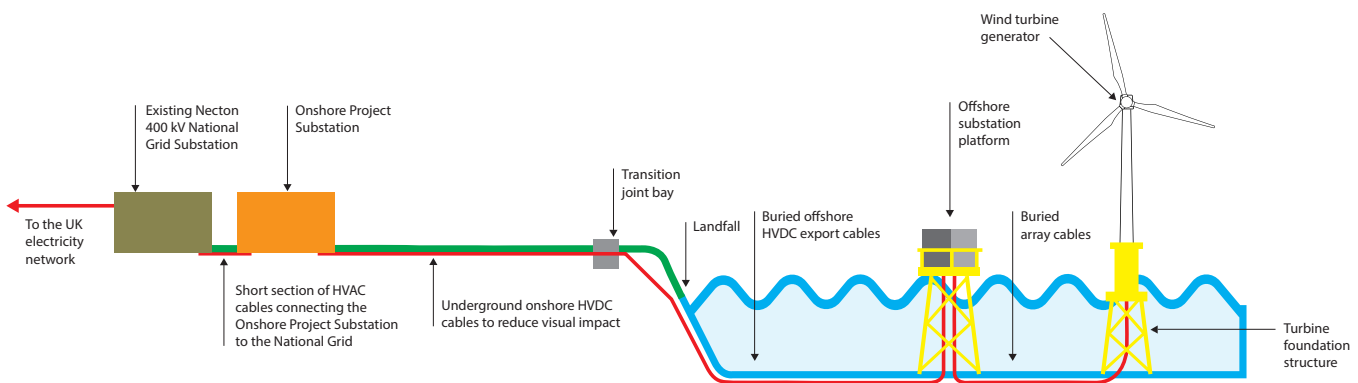 Wind turbine
generator
Existing Necton
400 kV National
Grid Substation
Onshore Project
Substation
Offshore
substation
platform
Transition
joint bay
To the UK
electricity
network
Landfall
Buried offshore
HVDC export cables
Buried
array cables
Short section of HVAC
cables connecting the
Onshore Project Substation
to the National Grid
Underground onshore HVDC
cables to reduce visual impact
Turbine
foundation
structure